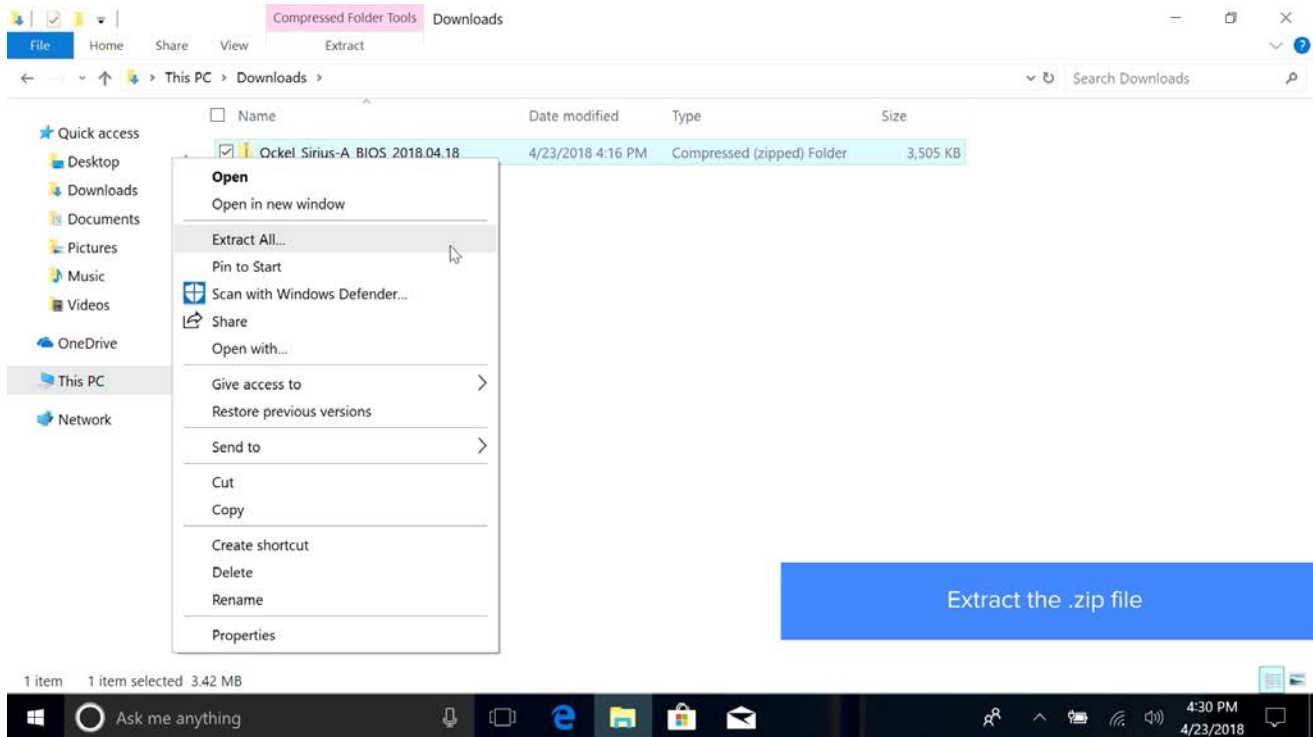 Compressed Folder Tools Downloads
File Home Share View Extract
This PC > Downloads >
Search Downloads
Name Date modified Type Size
Quick access
Ockel_Sirius-A_BIOS_2018.04.18 4/23/2018 4:16 PM Compressed (zipped) Folder 3,505 KB
Desktop
Downloads
Documents
Pictures
Music
Videos
OneDrive
This PC
Network
Open
Open in new window
Extract All...
Pin to Start
Scan with Windows Defender...
Share
Open with...
Give access to
Restore previous versions
Send to
Cut
Copy
Create shortcut
Delete
Rename
Properties
Extract the .zip file
1 item 1 item selected 3.42 MB
Ask me anything
4:30 PM
4/23/2018